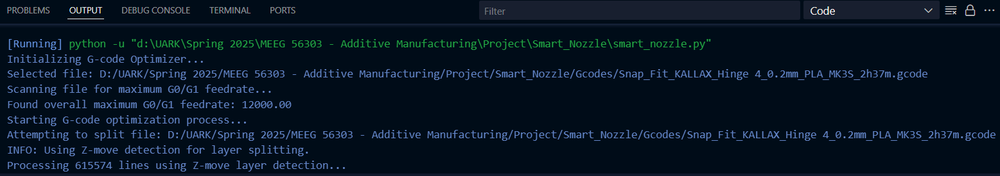 PROBLEMS OUTPUT DEBUG CONSOLE TERMINAL PORTS Filter Code
[Running] python -u "d:\UARK\Spring 2025\MEEG 56303 - Additive Manufacturing\Project\Smart_Nozzle\smart_nozzle.py"
Initializing G-code Optimizer...
Selected file: D:/UARK/Spring 2025/MEEG 56303 - Additive Manufacturing/Project/Smart_Nozzle/Gcodes/Snap_Fit_KALLAX_Hinge 4_0.2mm_PLA_MK3S_2h37m.gcode
Scanning file for maximum G0/G1 feedrate...
Found overall maximum G0/G1 feedrate: 12000.00
Starting G-code optimization process...
Attempting to split file: D:/UARK/Spring 2025/MEEG 56303 - Additive Manufacturing/Project/Smart_Nozzle/Gcodes/Snap_Fit_KALLAX_Hinge 4_0.2mm_PLA_MK3S_2h37m.gcode
INFO: Using Z-move detection for layer splitting.
Processing 615574 lines using Z-move layer detection...